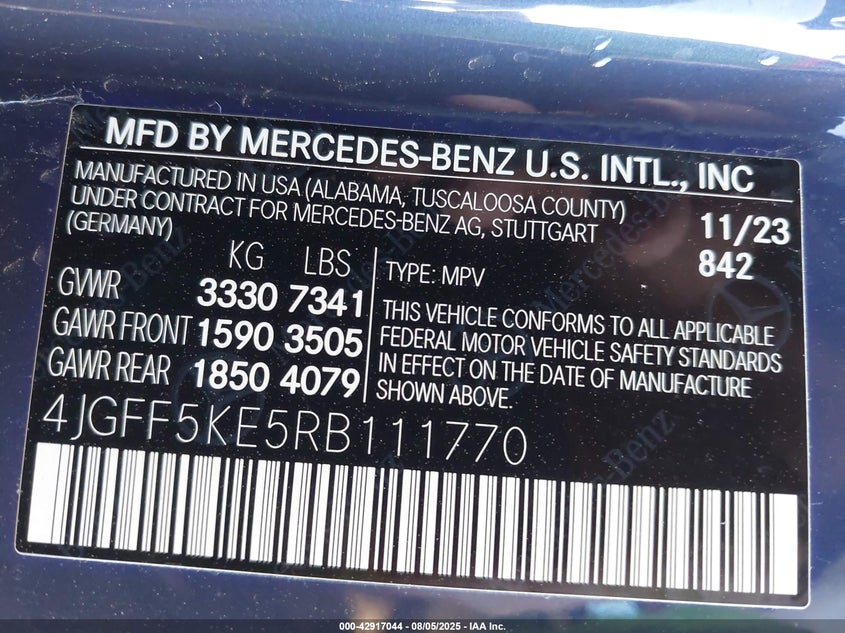 MFD BY MERCEDES-BENZ U.S. INTL., INC
MANUFACTURED IN USA (ALABAMA, TUSCALOOSA COUNTY)
UNDER CONTRACT FOR MERCEDES-BENZ AG, STUTTGART
(GERMANY)
11/23
842
KG LBS
GVWR 3330 7341
GAWR FRONT 1590 3505
GAWR REAR 1850 4079
TYPE: MPV
THIS VEHICLE CONFORMS TO ALL APPLICABLE
FEDERAL MOTOR VEHICLE SAFETY STANDARDS
IN EFFECT ON THE DATE OF MANUFACTURE
SHOWN ABOVE.
4JGFF5KE5RB111770
000-42917044 - 08/05/2025 - IAA Inc.